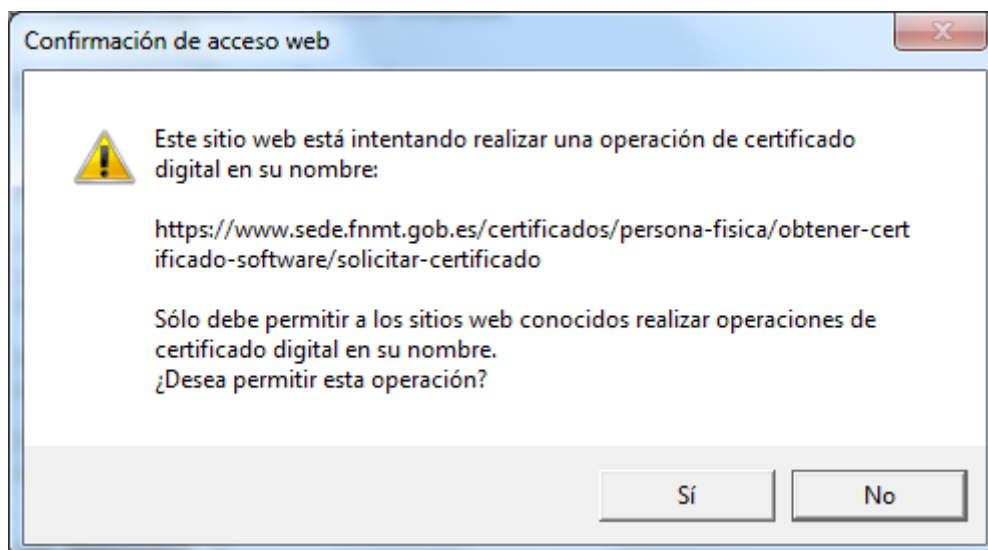 Confirmación de acceso web
Este sitio web está intentando realizar una operación de certificado
digital en su nombre:
https://www.sede.fnmt.gob.es/certificados/persona-fisica/obtener-cert
ificado-software/solicitar-certificado
Sólo debe permitir a los sitios web conocidos realizar operaciones de
certificado digital en su nombre.
¿Desea permitir esta operación?
Sí
No